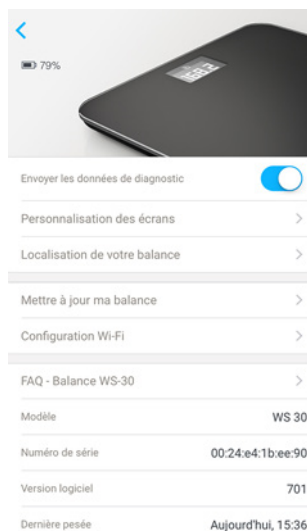 79%
Envoyer les données de diagnostic
Personnalisation des écrans
Localisation de votre balance
Mettre à jour ma balance
Configuration Wi-Fi
FAQ - Balance WS-30
Modèle WS 30
Numéro de série 00:24:e4:1b:ee:90
Version logiciel 701
Dernière pesée Aujourd'hui, 15:36